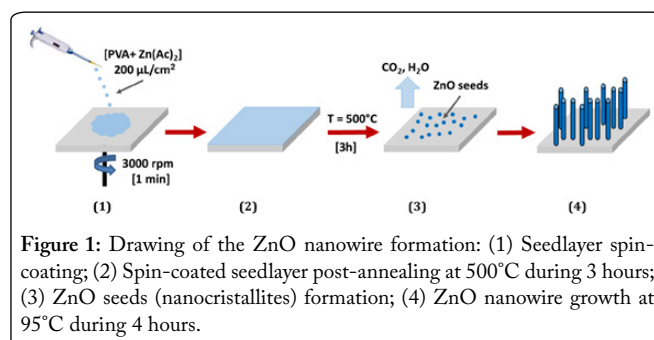 [PVA+ Zn(Ac)₂]
200 µL/cm²
3000 rpm
[1 min]
T = 500°C
[3h]
CO₂, H₂O
ZnO seeds
(1)
(2)
(3)
(4)
Figure 1: Drawing of the ZnO nanowire formation: (1) Seedlayer spin-
coating; (2) Spin-coated seedlayer post-annealing at 500°C during 3 hours;
(3) ZnO seeds (nanocristallites) formation; (4) ZnO nanowire growth at
95°C during 4 hours.